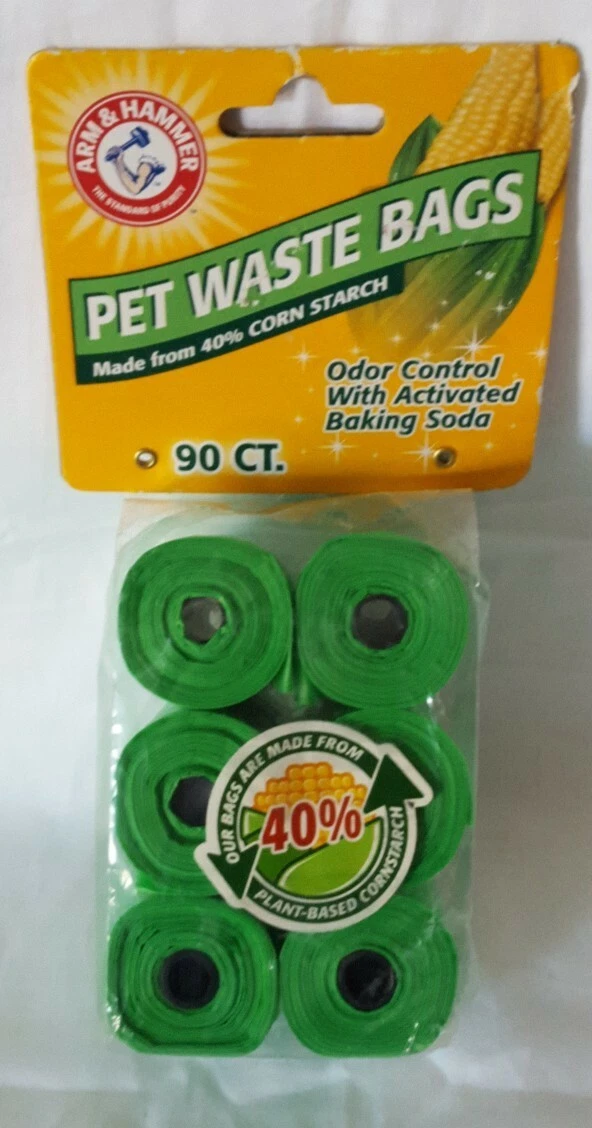 ARM & HAMMER
THE STANDARD OF PURITY
PET WASTE BAGS
Made from 40% CORN STARCH
Odor Control
With Activated
Baking Soda
90 CT.
OUR BAGS ARE MADE FROM
40%
PLANT-BASED CORNSTARCH